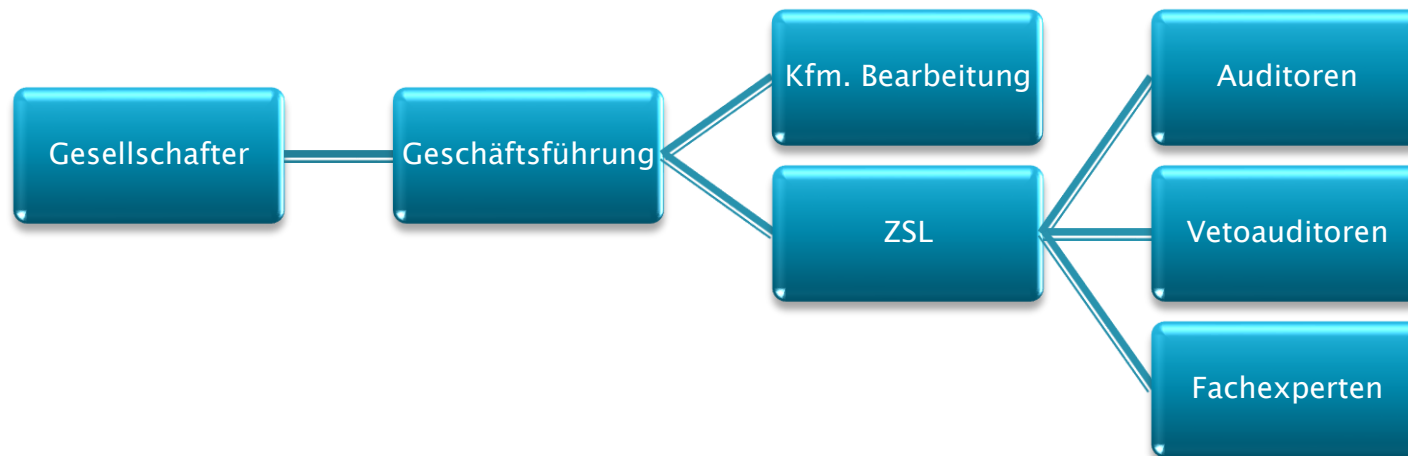 Gesellschafter
Geschäftsführung
Kfm. Bearbeitung
ZSL
Auditoren
Vetoauditoren
Fachexperten